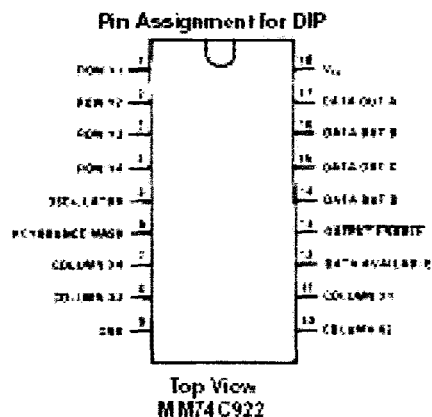 Pin Assignment for DIP
ROW Y1 1
18 VCC
ROW Y2 2
17 DATA OUT A
ROW Y3 3
16 DATA OUT B
ROW Y4 4
15 DATA OUT C
OSCILLATOR 5
14 DATA OUT D
KEYBOUNCE MASK 6
13 OUTPUT ENABLE
COLUMN X4 7
12 DATA AVAILABLE
COLUMN X3 8
11 COLUMN X1
GND 9
10 COLUMN X2
Top View
MM74C922